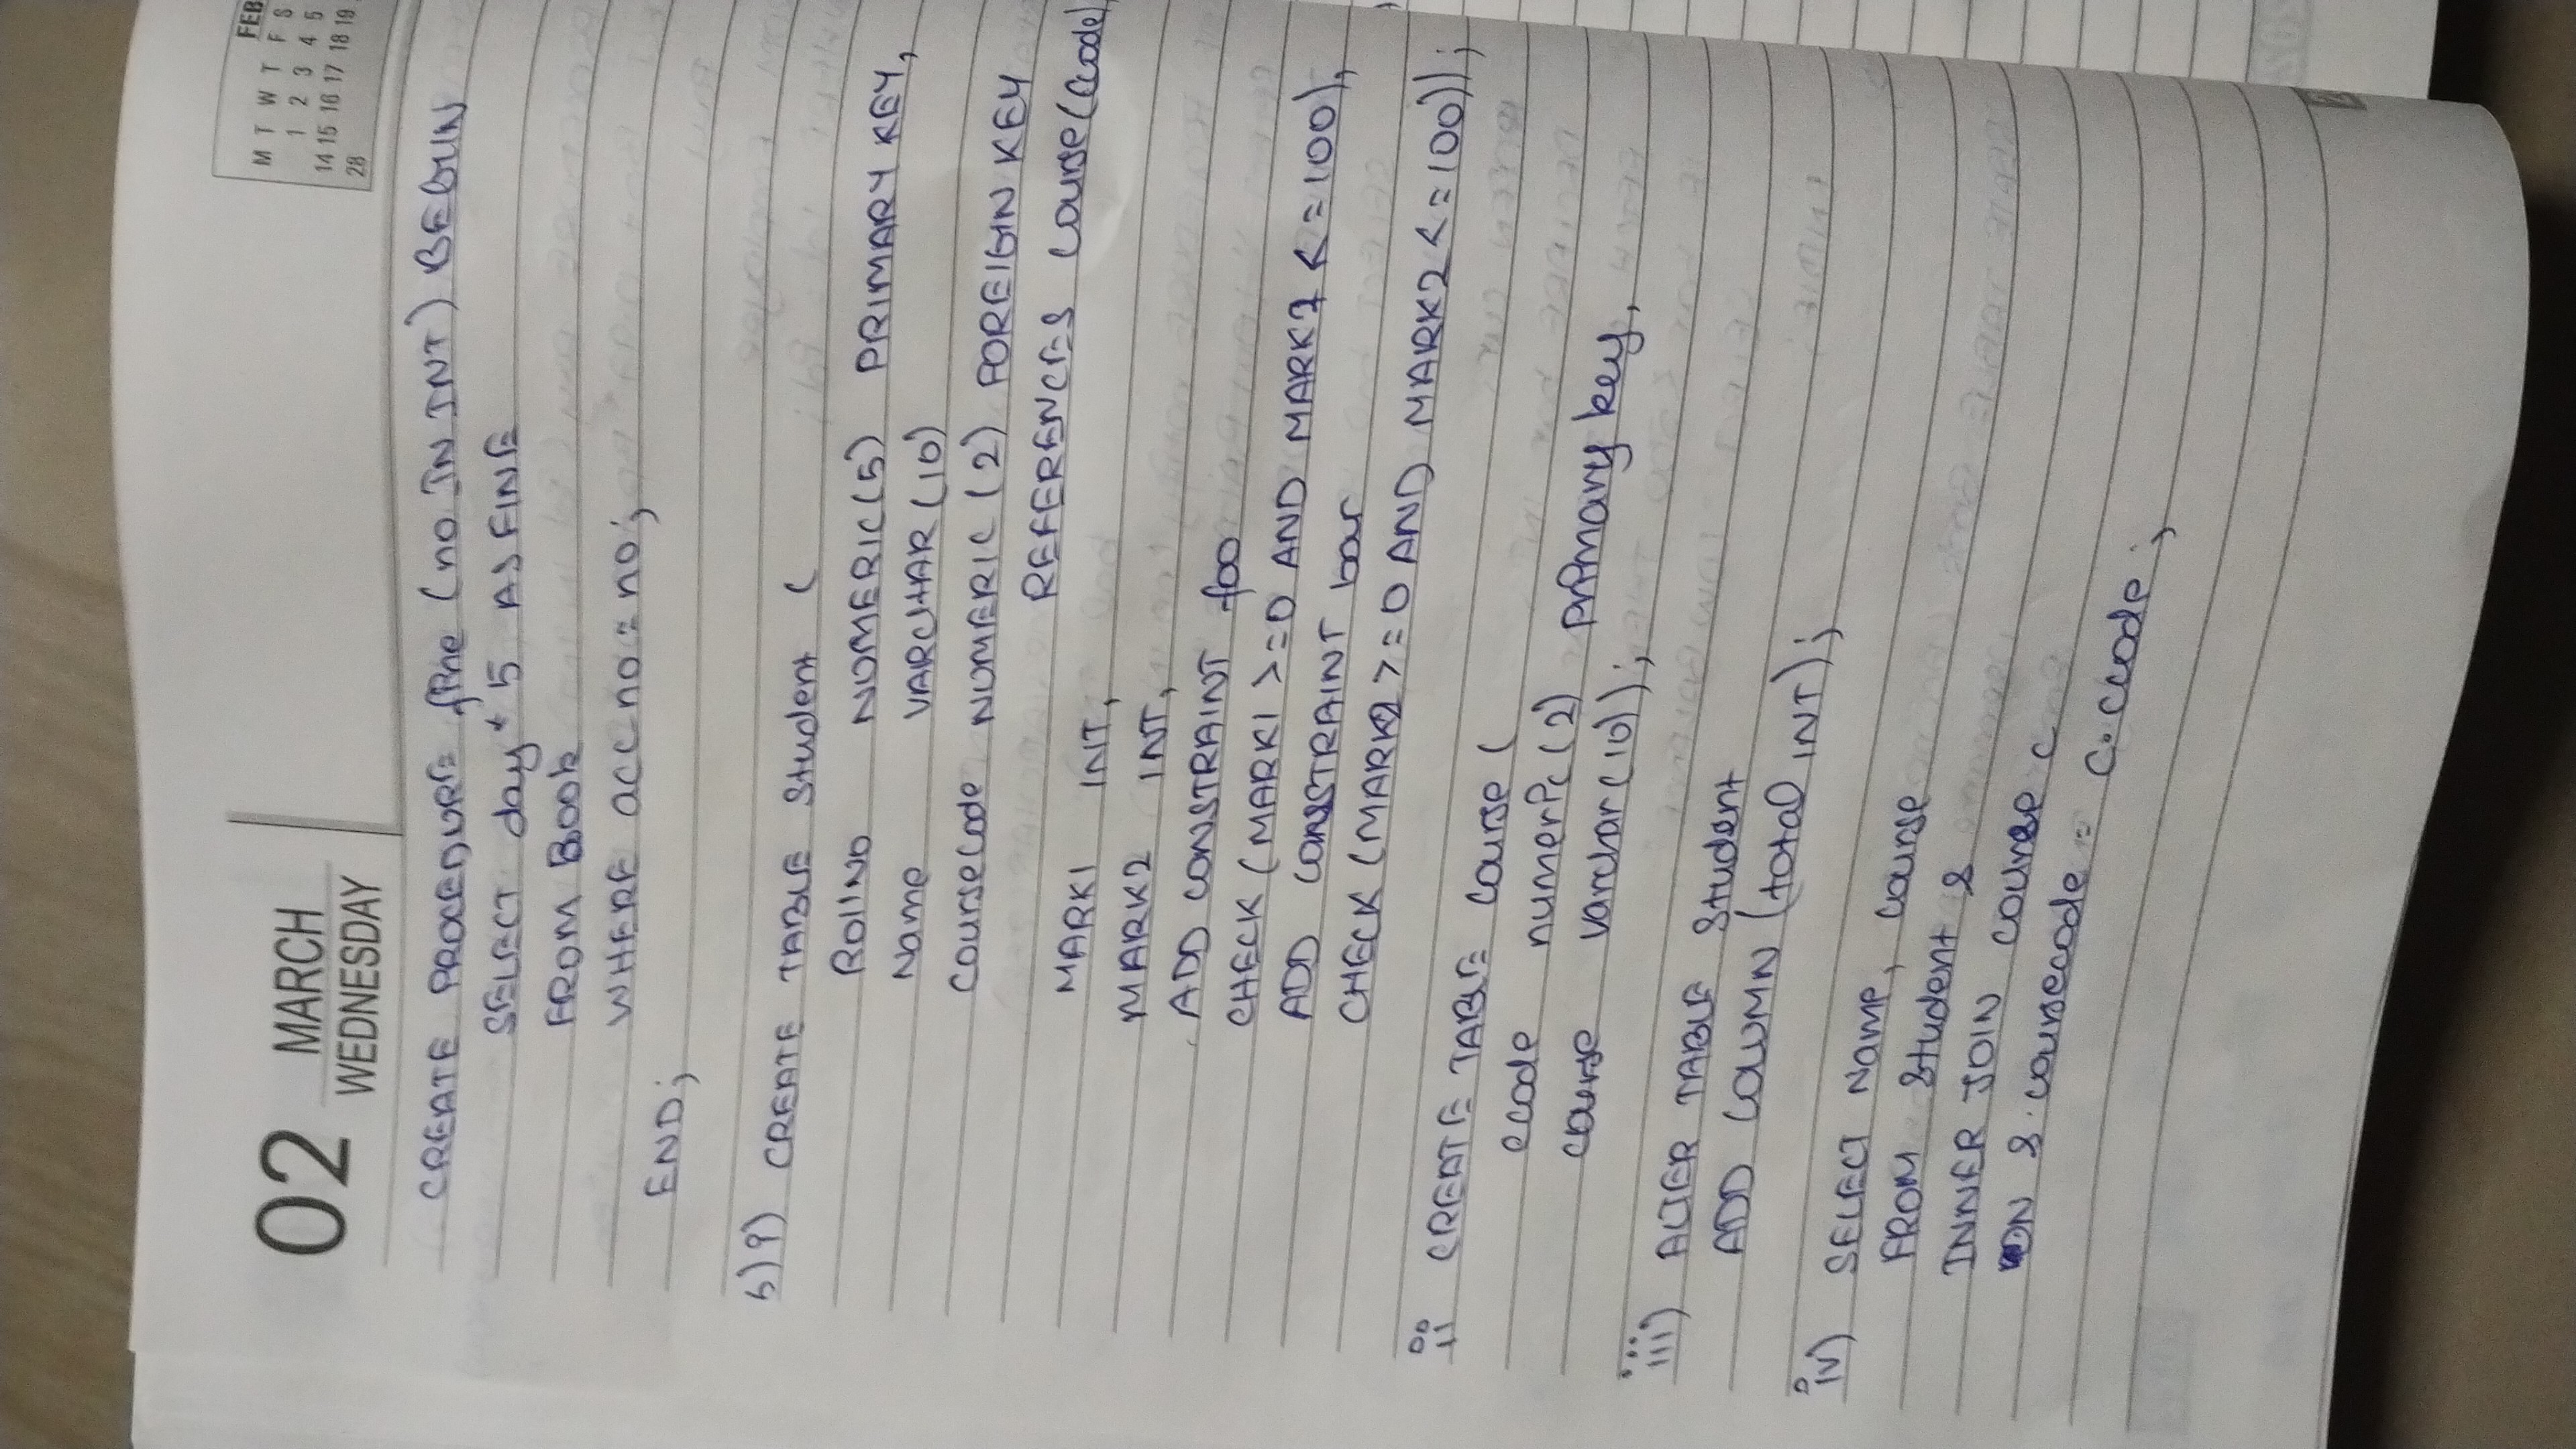 02 MARCH
WEDNESDAY
FEB
M T W T F S
1 2 3 4 5
14 15 16 17 18 19
28
CREATE PROCEDURE fine (no IN INT) BEGIN
SELECT day * 5 AS FINE
FROM Book
WHERE accno = no;
END;
5) i) CREATE TABLE Student (
RollNo NUMERIC(5) PRIMARY KEY,
Name VARCHAR (10)
CourseCode NUMERIC (2) FOREIGN KEY
REFERENCES Course(Ccode),
MARK1 INT,
MARK2 INT,
ADD CONSTRAINT foo
CHECK (MARK1 >=0 AND MARK1 <=100),
ADD CONSTRAINT bar
CHECK (MARK2 >=0 AND MARK2 <=100));
ii CREATE TABLE Course (
ccode numeric (2) primary key,
course varchar(10));
iii) ALTER TABLE Student
ADD COLUMN (total INT);
iv) SELECT Name, Course
FROM Student S
INNER JOIN course c
ON S.coursecode = C.ccode;